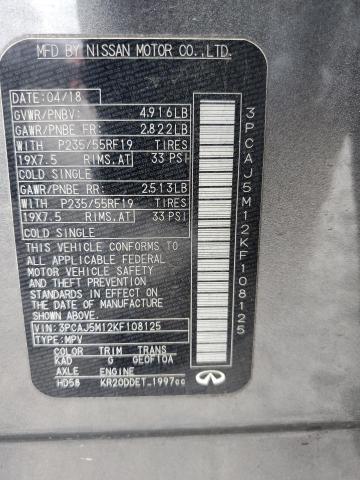 MFD BY NISSAN MOTOR CO.,LTD.
DATE:04/18
GVWR/PNBV: 4,916LB
GAWR/PNBE FR: 2,822LB
WITH P235/55RF19 TIRES
19X7.5 RIMS,AT 33 PSI
COLD SINGLE
GAWR/PNBE RR: 2,513LB
WITH P235/55RF19 TIRES
19X7.5 RIMS,AT 33 PSI
COLD SINGLE
THIS VEHICLE CONFORMS TO
ALL APPLICABLE FEDERAL
MOTOR VEHICLE SAFETY
STANDARDS IN EFFECT ON
THE DATE OF MANUFACTURE
SHOWN ABOVE.
VIN:3PCAJ5M12KF108125
TYPE:MPV
COLOR TRIM TRANS
KAD G GE0F10A
AXLE ENGINE
HD58 KR20DDET 1997cc
INFINITI
3PCAJ5M12KF108125